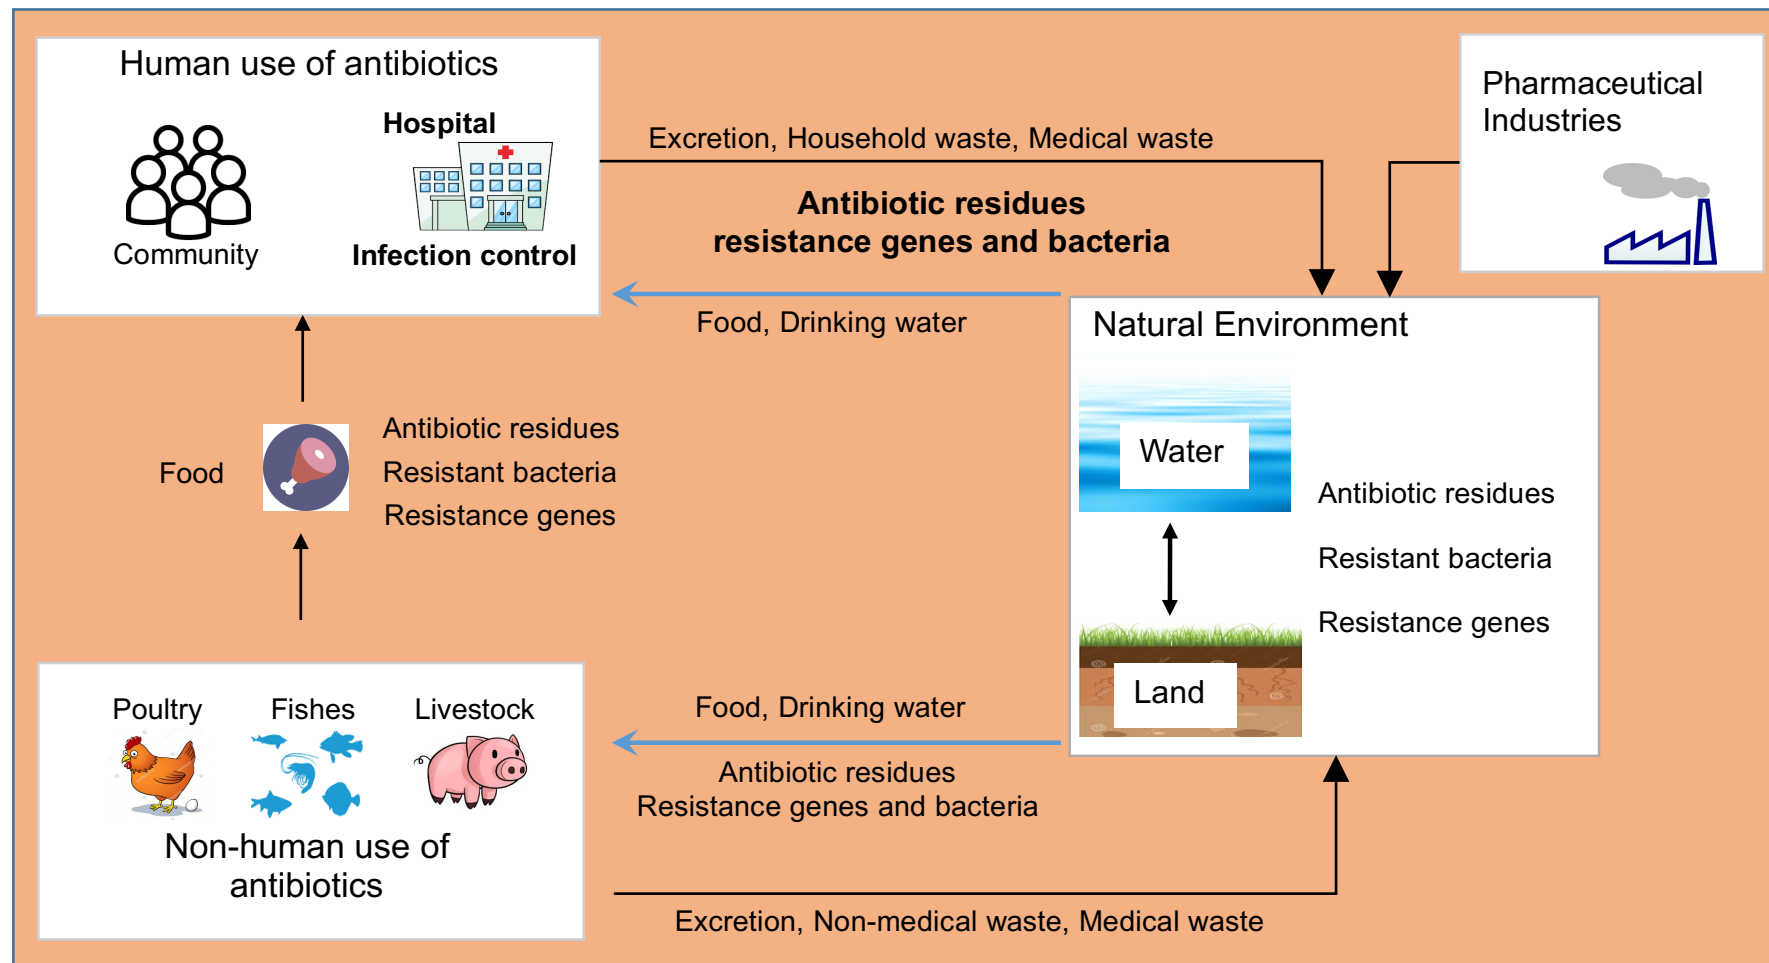 Human use of antibiotics
Hospital
Community
Infection control
Excretion, Household waste, Medical waste
Antibiotic residues
resistance genes and bacteria
Food, Drinking water
Pharmaceutical
Industries
Natural Environment
Water
Land
Antibiotic residues
Resistant bacteria
Resistance genes
Food
Antibiotic residues
Resistant bacteria
Resistance genes
Poultry
Fishes
Livestock
Non-human use of
antibiotics
Food, Drinking water
Antibiotic residues
Resistance genes and bacteria
Excretion, Non-medical waste, Medical waste